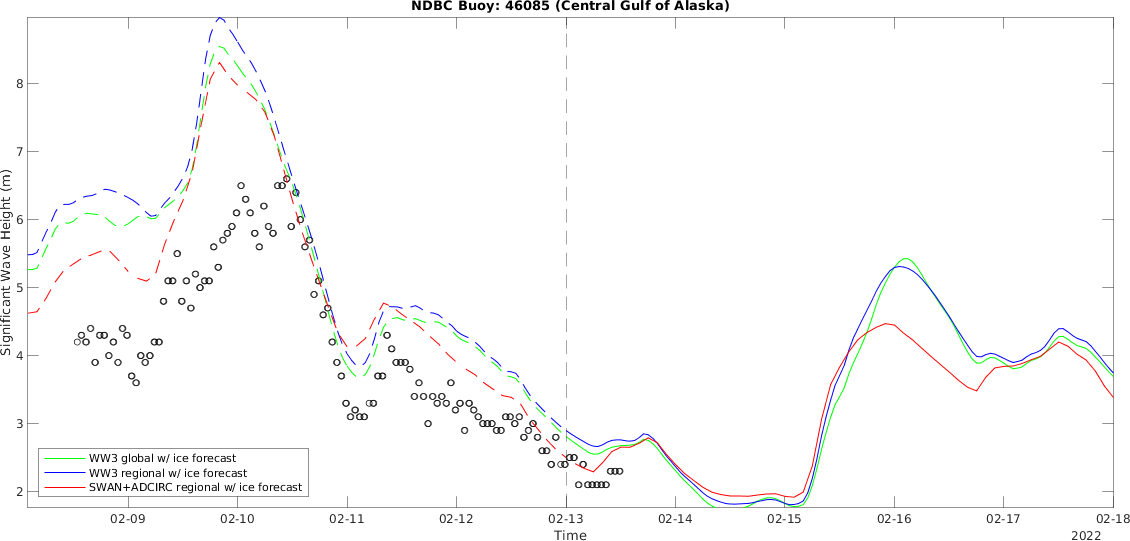 NDBC Buoy: 46085 (Central Gulf of Alaska)
Significant Wave Height (m)
8
7
6
5
4
3
2
WW3 global w/ ice forecast
WW3 regional w/ ice forecast
SWAN+ADCIRC regional w/ ice forecast
02-09 02-10 02-11 02-12 02-13 02-14 02-15 02-16 02-17 02-18
Time
2022